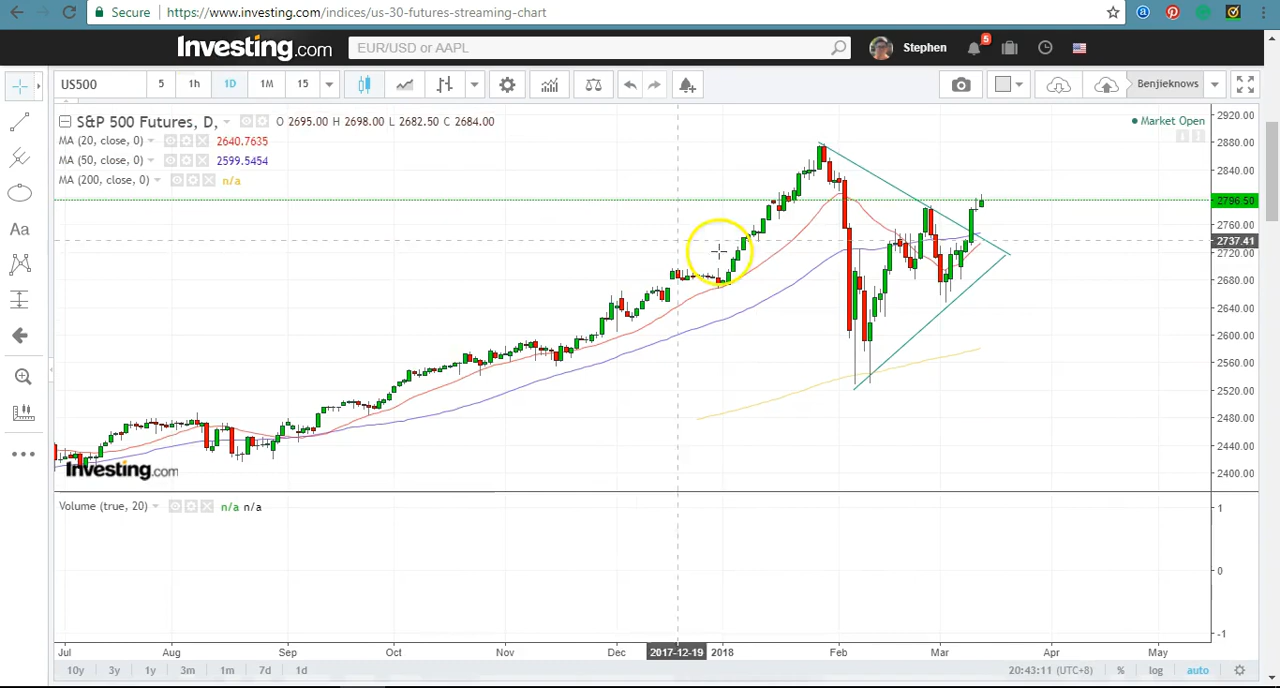 Secure https://www.investing.com/indices/us-30-futures-streaming-chart
Investing.com EUR/USD or AAPL Stephen 5
US500 5 1h 1D 1M 15 Benjieknows
S&P 500 Futures, D, O 2695.00 H 2698.00 L 2682.50 C 2684.00
Market Open
MA (20, close, 0) 2640.7635
MA (50, close, 0) 2599.5454
MA (200, close, 0) n/a
Aa
2920.00
2880.00
2840.00
2796.50
2760.00
2737.41
2720.00
2680.00
2640.00
2600.00
2560.00
2520.00
2480.00
2440.00
2400.00
Investing.com
Volume (true, 20) n/a n/a
1
0
-1
Jul Aug Sep Oct Nov Dec 2017-12-19 2018 Feb Mar Apr May
10y 3y 1y 3m 1m 7d 1d 20:43:11 (UTC+8) % log auto